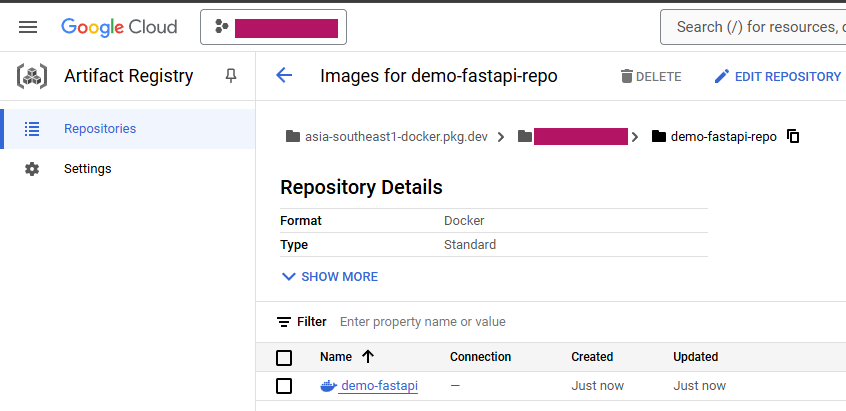 Google Cloud
Search (/) for resources,
Artifact Registry
Images for demo-fastapi-repo
DELETE
EDIT REPOSITORY
Repositories
Settings
asia-southeast1-docker.pkg.dev
demo-fastapi-repo
Repository Details
Format Docker
Type Standard
SHOW MORE
Filter Enter property name or value
Name Connection Created Updated
demo-fastapi — Just now Just now